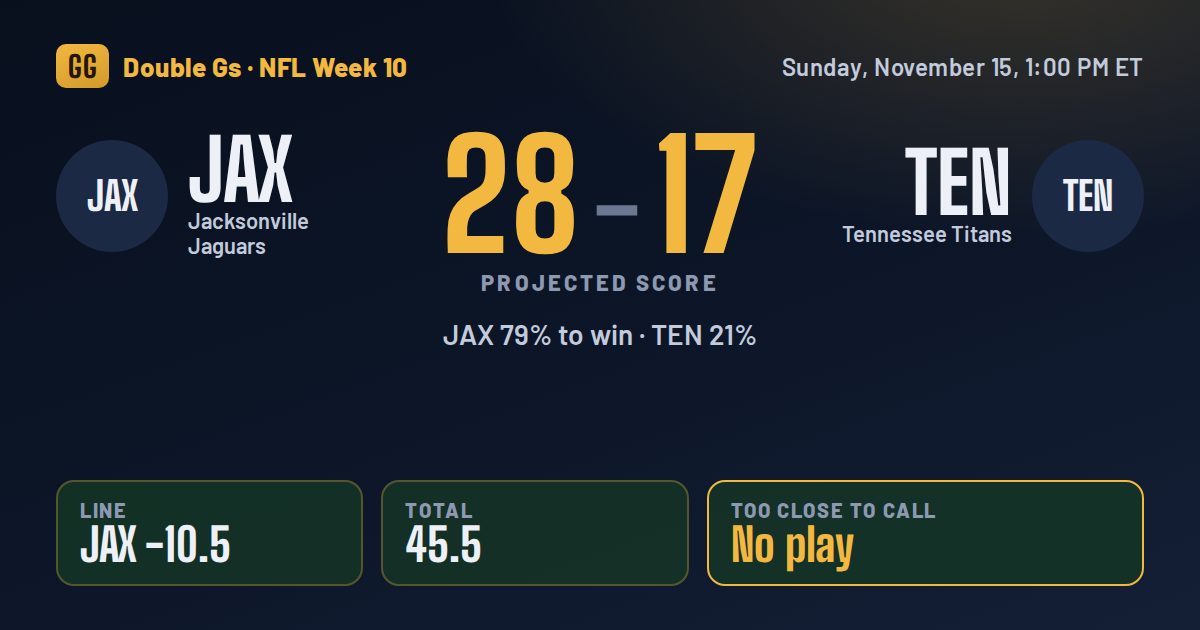 GG
Double Gs · NFL Week 10
Sunday, November 15, 1:00 PM ET
JAX
JAX
Jacksonville
Jaguars
28 – 17
PROJECTED SCORE
JAX 79% to win · TEN 21%
TEN
Tennessee Titans
TEN
LINE
JAX −10.5
TOTAL
45.5
TOO CLOSE TO CALL
No play